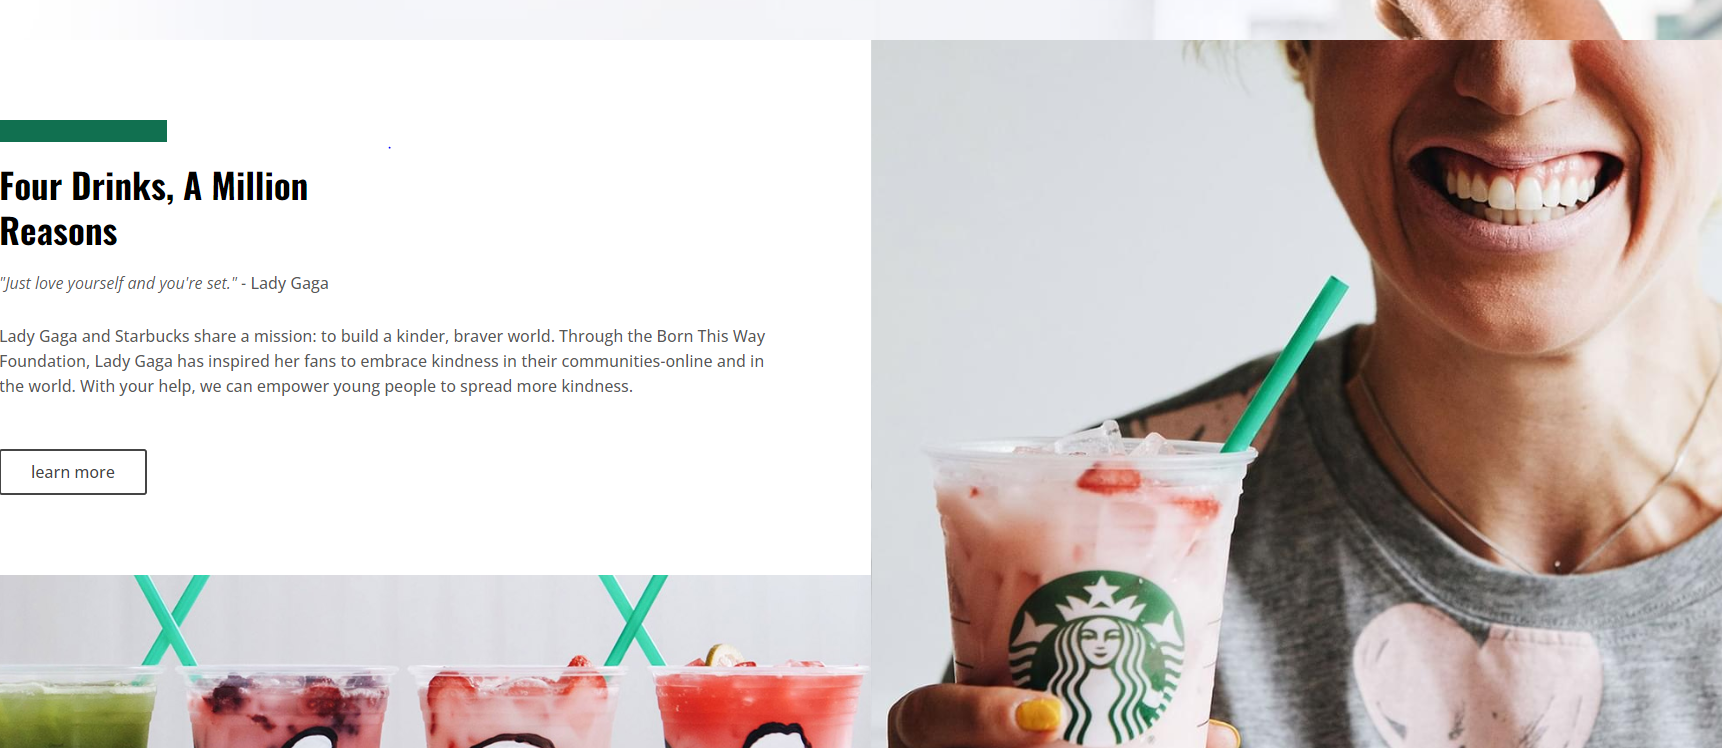 Four Drinks, A Million
Reasons
"Just love yourself and you're set." - Lady Gaga
Lady Gaga and Starbucks share a mission: to build a kinder, braver world. Through the Born This Way
Foundation, Lady Gaga has inspired her fans to embrace kindness in their communities-online and in
the world. With your help, we can empower young people to spread more kindness.
learn more